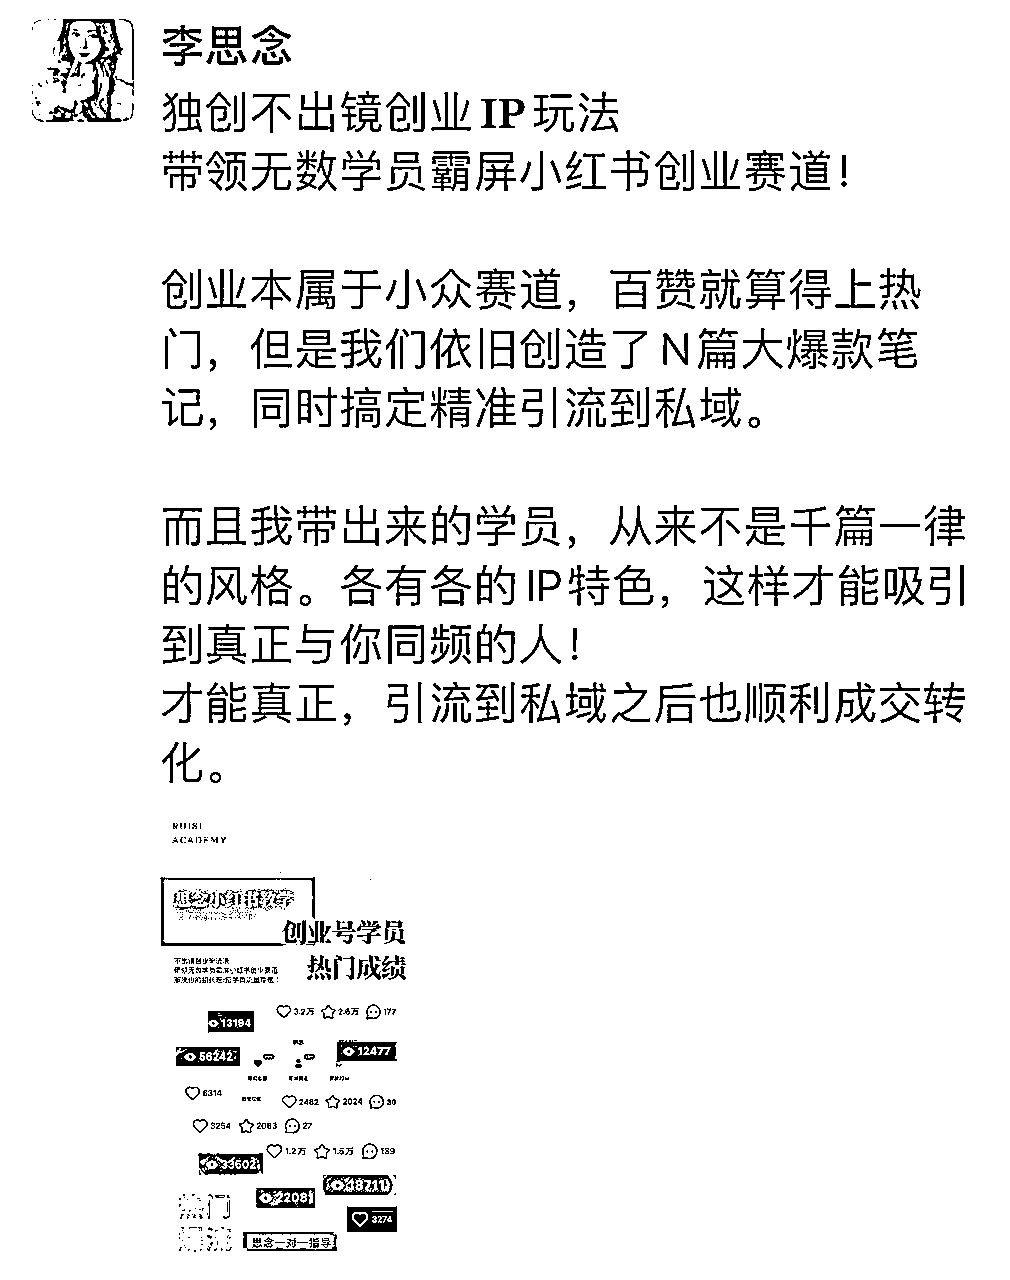 李思念
独创不出镜创业IP玩法
带领无数学员霸屏小红书创业赛道！
创业本属于小众赛道，百赞就算得上热
门，但是我们依旧创造了N篇大爆款笔
记，同时搞定精准引流到私域。
而且我带出来的学员，从来不是千篇一律
的风格。各有各的IP特色，这样才能吸引
到真正与你同频的人！
才能真正，引流到私域之后也顺利成交转
化。
RUISI
ACADEMY
思念小红书教学
创业号学员
热门成绩
3.2万 2.6万 177
13194
56242
12477
6314
2482 2024 30
3254 2083 27
1.2万 1.6万 189
33602
18711
2208
3274
热门
思念一对一指导